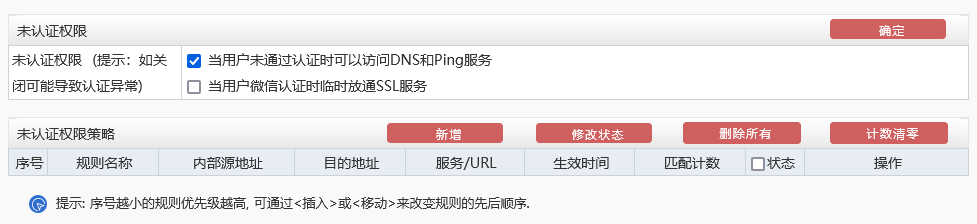 未认证权限 确定
未认证权限（提示：如关闭可能导致认证异常）
当用户未通过认证时可以访问DNS和Ping服务
当用户微信认证时临时放通SSL服务
未认证权限策略 新增 修改状态 删除所有 计数清零
序号 规则名称 内部源地址 目的地址 服务/URL 生效时间 匹配计数 状态 操作
提示: 序号越小的规则优先级越高, 可通过<插入>或<移动>来改变规则的先后顺序.